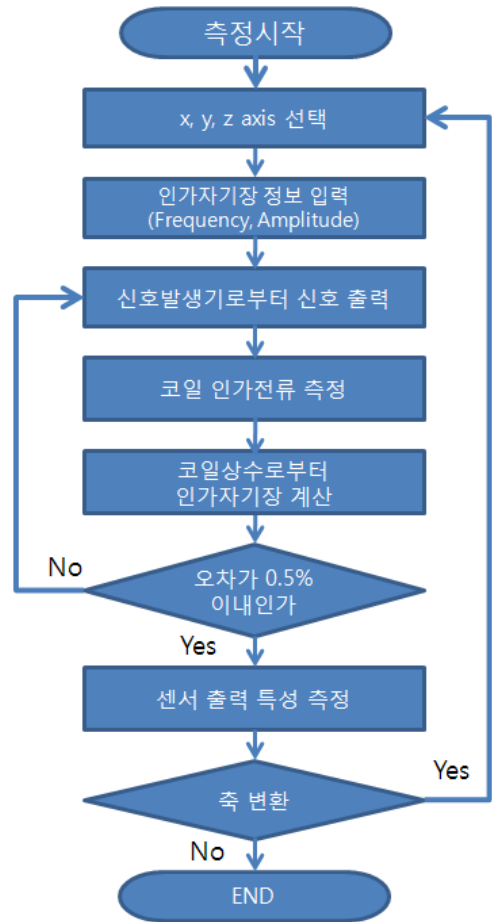 측정시작
x, y, z axis 선택
인가자기장 정보 입력
(Frequency, Amplitude)
신호발생기로부터 신호 출력
코일 인가전류 측정
코일상수로부터
인가자기장 계산
오차가 0.5%
이내인가
No
Yes
센서 출력 특성 측정
축 변환
Yes
No
END